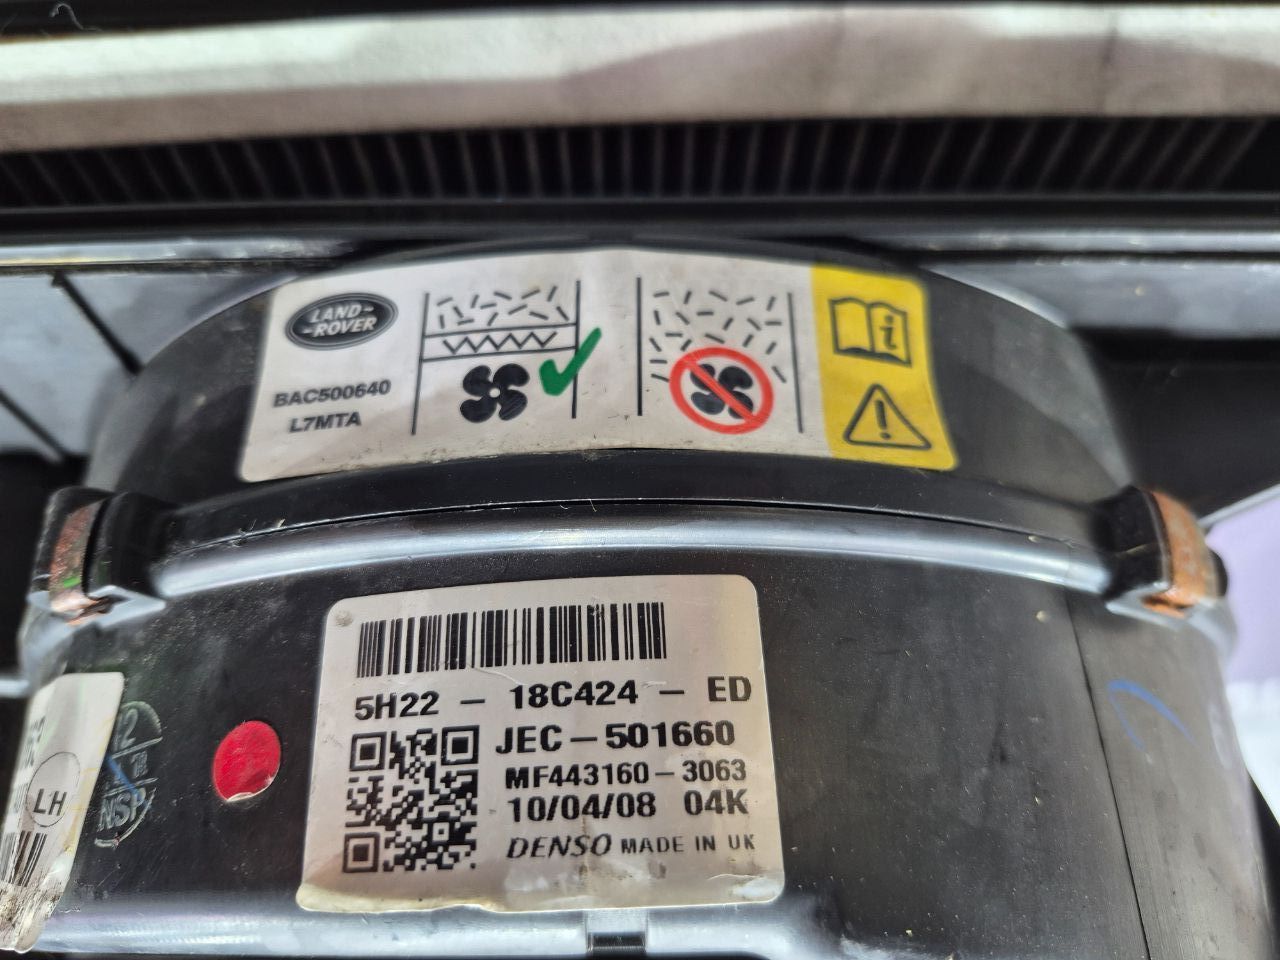 LAND-
-ROVER
BAC500640
L7MTA
i
5H22 - 18C424 - ED
JEC-501660
MF443160-3063
10/04/08 04K
DENSO MADE IN UK
LH
NSP